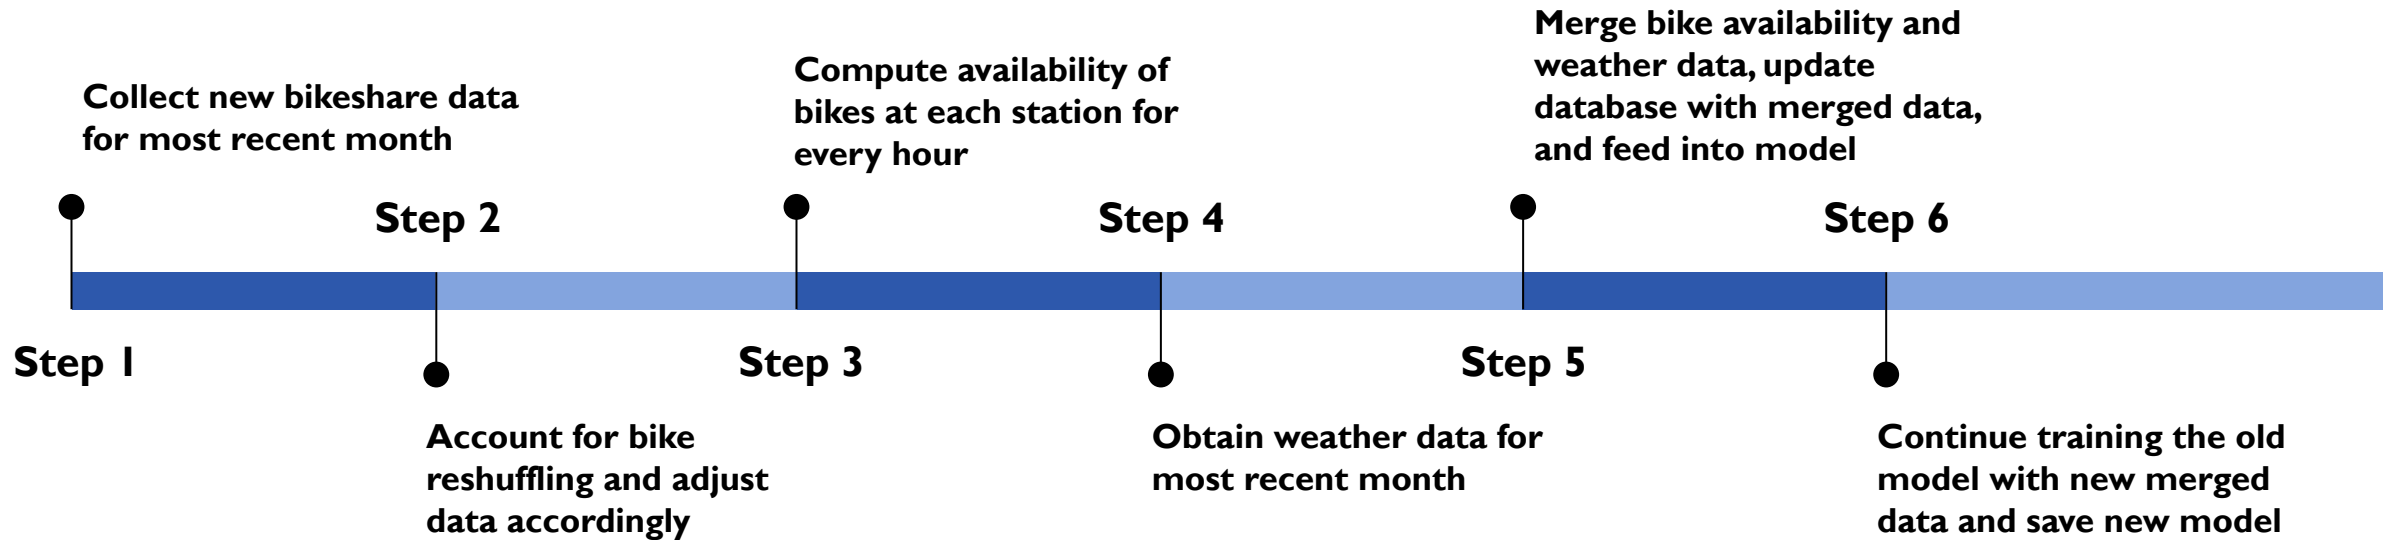 Step 1
Collect new bikeshare data
for most recent month
Step 2
Account for bike
reshuffling and adjust
data accordingly
Step 3
Compute availability of
bikes at each station for
every hour
Step 4
Obtain weather data for
most recent month
Step 5
Merge bike availability and
weather data, update
database with merged data,
and feed into model
Step 6
Continue training the old
model with new merged
data and save new model